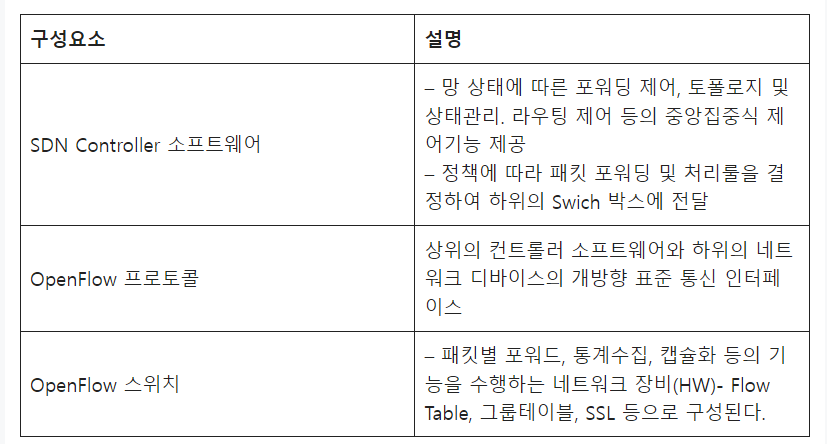 구성요소
설명
SDN Controller 소프트웨어
– 망 상태에 따른 포워딩 제어, 토폴로지 및
상태관리. 라우팅 제어 등의 중앙집중식 제
어기능 제공
– 정책에 따라 패킷 포워딩 및 처리룰을 결
정하여 하위의 Swich 박스에 전달
OpenFlow 프로토콜
상위의 컨트롤러 소프트웨어와 하위의 네트
워크 디바이스의 개방향 표준 통신 인터페
이스
OpenFlow 스위치
– 패킷별 포워드, 통계수집, 캡슐화 등의 기
능을 수행하는 네트워크 장비(HW)- Flow
Table, 그룹테이블, SSL 등으로 구성된다.